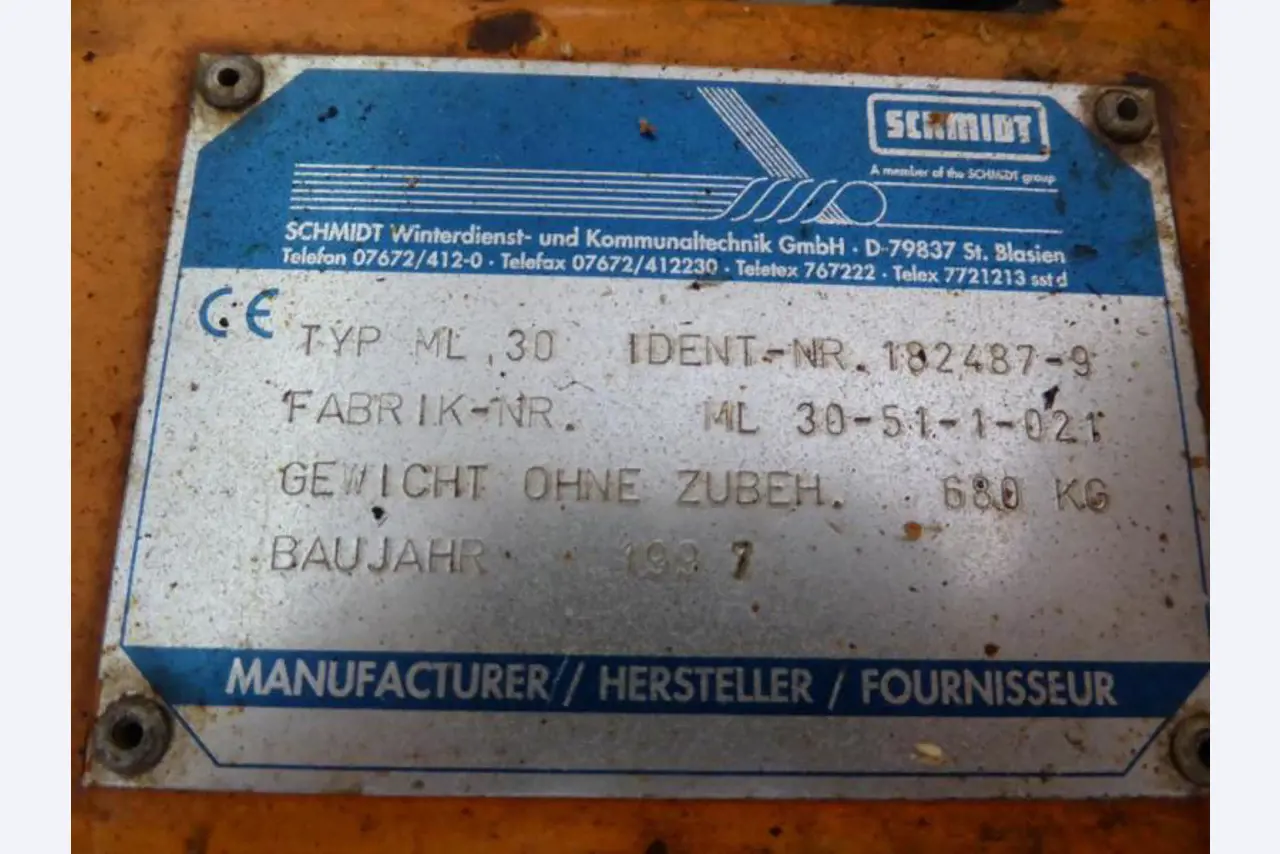 SCHMIDT
A member of the SCHMIDT group
SCHMIDT Winterdienst- und Kommunaltechnik GmbH · D-79837 St. Blasien
Telefon 07672/412-0 · Telefax 07672/412230 · Teletex 767222 · Telex 7721213 sst d
CE
TYP ML 30 IDENT.-NR. 182487-9
FABRIK-NR. ML 30-51-1-021
GEWICHT OHNE ZUBEH. 680 KG
BAUJAHR 1997
MANUFACTURER // HERSTELLER / FOURNISSEUR